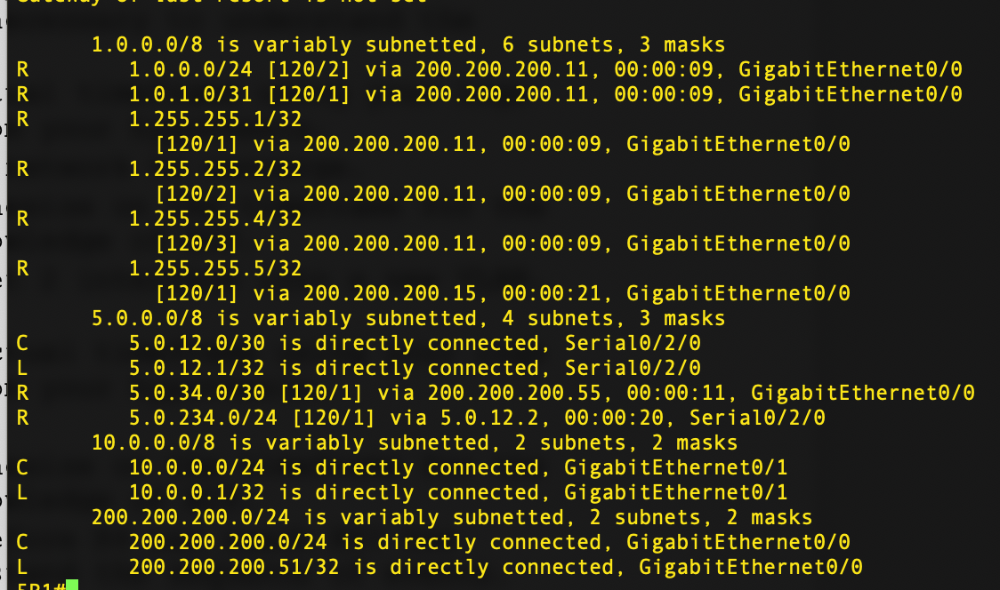 Gateway of last resort is not set
1.0.0.0/8 is variably subnetted, 6 subnets, 3 masks
R 1.0.0.0/24 [120/2] via 200.200.200.11, 00:00:09, GigabitEthernet0/0
R 1.0.1.0/31 [120/1] via 200.200.200.11, 00:00:09, GigabitEthernet0/0
R 1.255.255.1/32
[120/1] via 200.200.200.11, 00:00:09, GigabitEthernet0/0
R 1.255.255.2/32
[120/2] via 200.200.200.11, 00:00:09, GigabitEthernet0/0
R 1.255.255.4/32
[120/3] via 200.200.200.11, 00:00:09, GigabitEthernet0/0
R 1.255.255.5/32
[120/1] via 200.200.200.15, 00:00:21, GigabitEthernet0/0
5.0.0.0/8 is variably subnetted, 4 subnets, 3 masks
C 5.0.12.0/30 is directly connected, Serial0/2/0
L 5.0.12.1/32 is directly connected, Serial0/2/0
R 5.0.34.0/30 [120/1] via 200.200.200.55, 00:00:11, GigabitEthernet0/0
R 5.0.234.0/24 [120/1] via 5.0.12.2, 00:00:20, Serial0/2/0
10.0.0.0/8 is variably subnetted, 2 subnets, 2 masks
C 10.0.0.0/24 is directly connected, GigabitEthernet0/1
L 10.0.0.1/32 is directly connected, GigabitEthernet0/1
200.200.200.0/24 is variably subnetted, 2 subnets, 2 masks
C 200.200.200.0/24 is directly connected, GigabitEthernet0/0
L 200.200.200.51/32 is directly connected, GigabitEthernet0/0